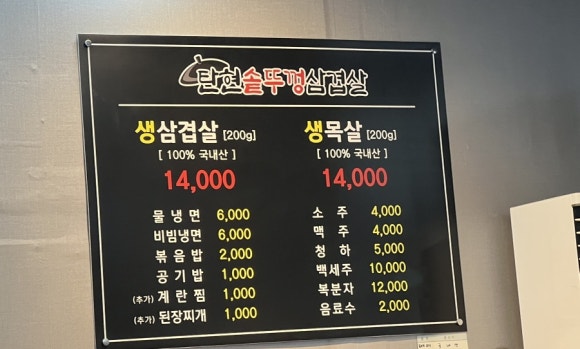 탄현솥뚜껑삼겹살
생삼겹살 [200g]
[ 100% 국내산 ]
14,000
물 냉 면 6,000
비빔냉면 6,000
볶 음 밥 2,000
공 기 밥 1,000
(추가) 계 란 찜 1,000
(추가) 된장찌개 1,000
생목살 [200g]
[ 100% 국내산 ]
14,000
소 주 4,000
맥 주 4,000
청 하 5,000
백세주 10,000
복분자 12,000
음료수 2,000